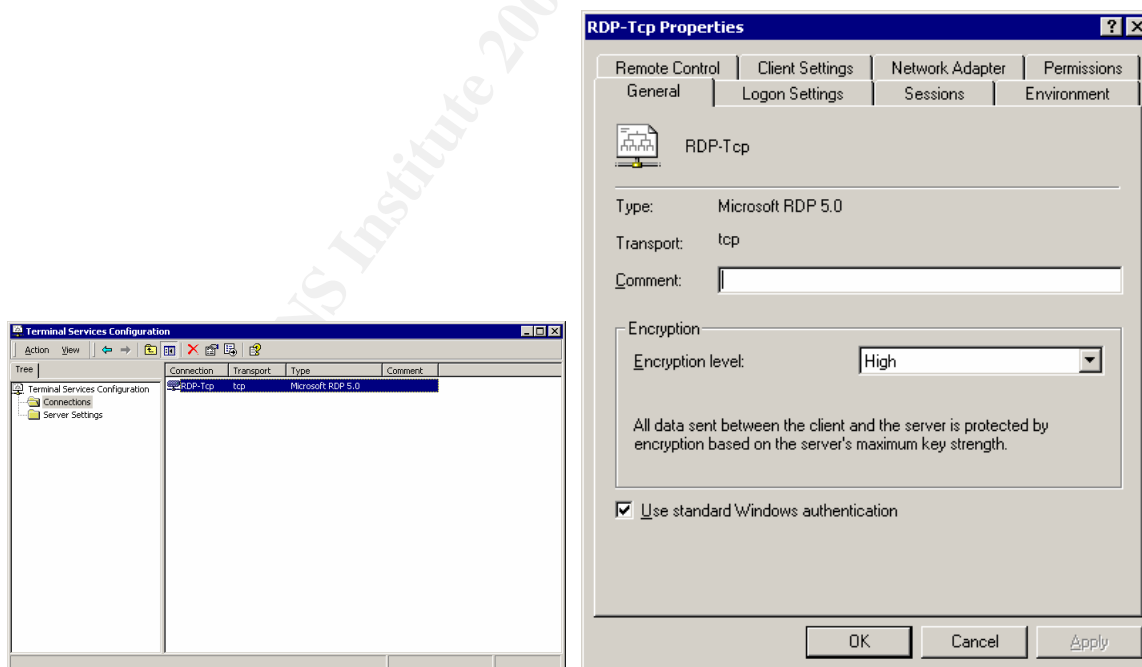 NS Institute 200
Terminal Services Configuration
Action View
Tree
Terminal Services Configuration
Connections
Server Settings
Connection Transport Type Comment
RDP-Tcp tcp Microsoft RDP 5.0
RDP-Tcp Properties
Remote Control Client Settings Network Adapter Permissions
General Logon Settings Sessions Environment
RDP-Tcp
Type: Microsoft RDP 5.0
Transport: tcp
Comment:
Encryption
Encryption level: High
All data sent between the client and the server is protected by
encryption based on the server's maximum key strength.
Use standard Windows authentication
OK Cancel Apply